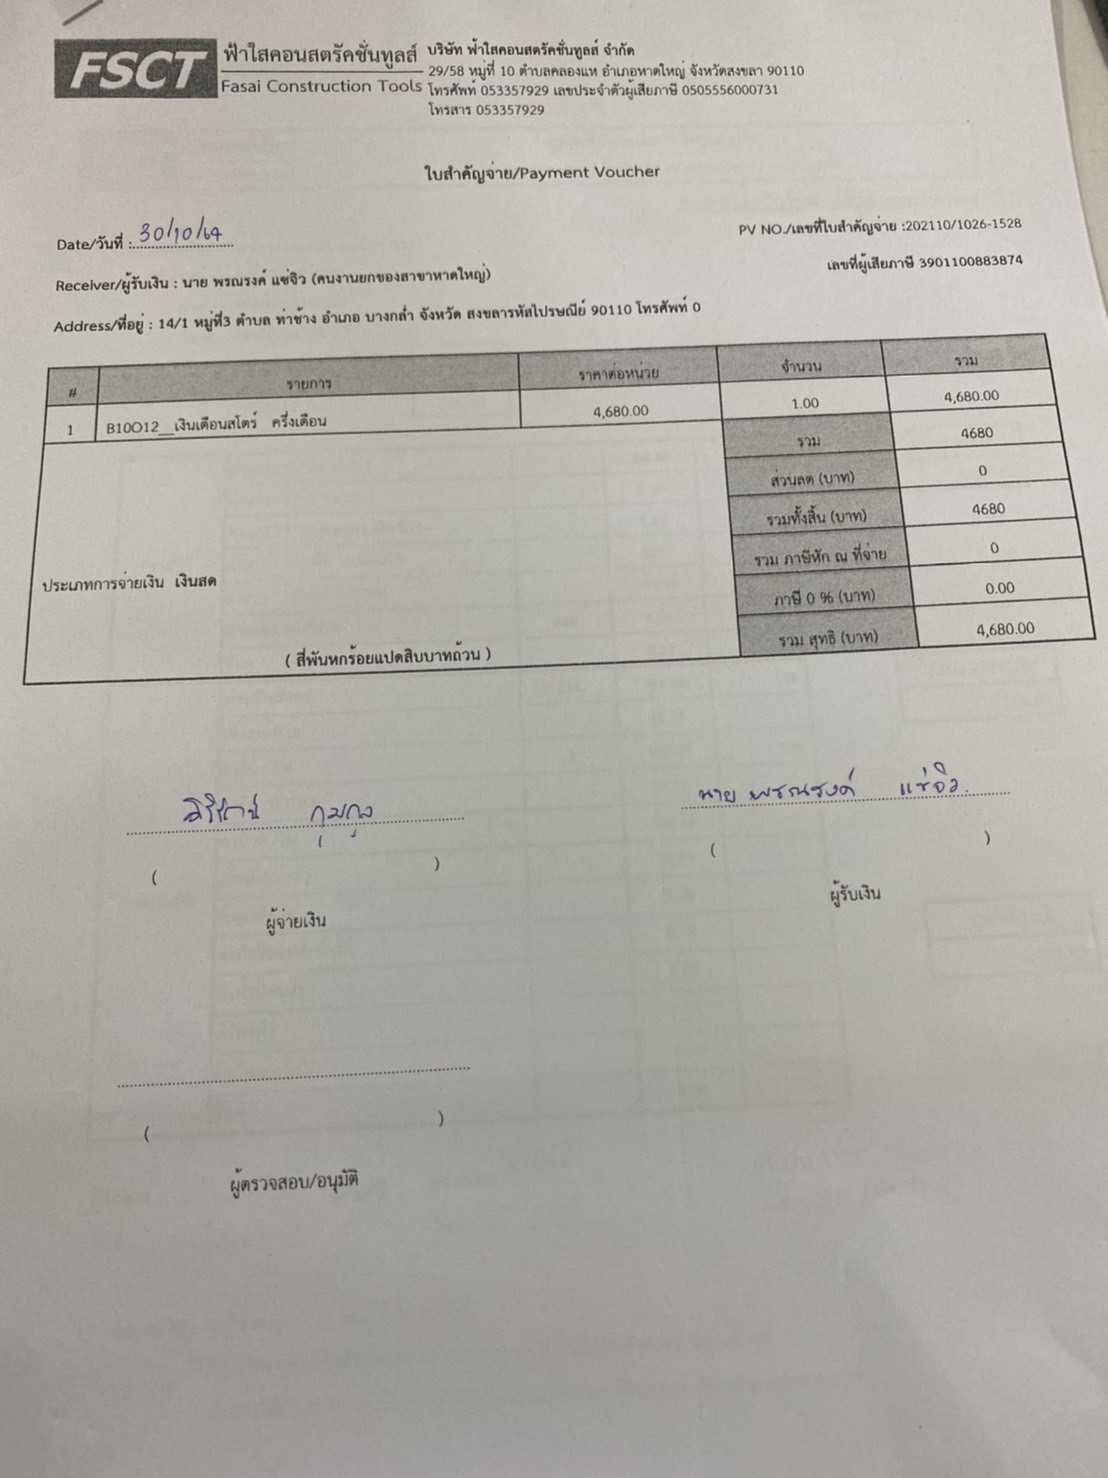 FSCT
ฟ้าใสคอนสตรัคชั่นทูลส์
Fasai Construction Tools
บริษัท ฟ้าใสคอนสตรัคชั่นทูลส์ จำกัด
29/58 หมู่ที่ 10 ตำบลคลองแห อำเภอหาดใหญ่ จังหวัดสงขลา 90110
โทรศัพท์ 053357929 เลขประจำตัวผู้เสียภาษี 0505556000731
โทรสาร 053357929
ใบสำคัญจ่าย/Payment Voucher
Date/วันที่ : 30/10/64
PV NO./เลขที่ใบสำคัญจ่าย :202110/1026-1528
Receiver/ผู้รับเงิน : นาย พรณรงค์ แซ่จิว (คนงานยกของสาขาหาดใหญ่)
เลขที่ผู้เสียภาษี 3901100883874
Address/ที่อยู่ : 14/1 หมู่ที่3 ตำบล ท่าช้าง อำเภอ บางกล่ำ จังหวัด สงขลารหัสไปรษณีย์ 90110 โทรศัพท์ 0
# รายการ ราคาต่อหน่วย จำนวน รวม
1 B10O12__เงินเดือนสโตร์ ครึ่งเดือน 4,680.00 1.00 4,680.00
รวม 4680
ส่วนลด (บาท) 0
รวมทั้งสิ้น (บาท) 4680
รวม ภาษีหัก ณ ที่จ่าย 0
ประเภทการจ่ายเงิน เงินสด
ภาษี 0 % (บาท) 0.00
( สี่พันหกร้อยแปดสิบบาทถ้วน )
รวม สุทธิ (บาท) 4,680.00
กุมกูล
นาย พรณรงค์ แซ่จิว.
( )
( )
ผู้จ่ายเงิน
ผู้รับเงิน
( )
ผู้ตรวจสอบ/อนุมัติ